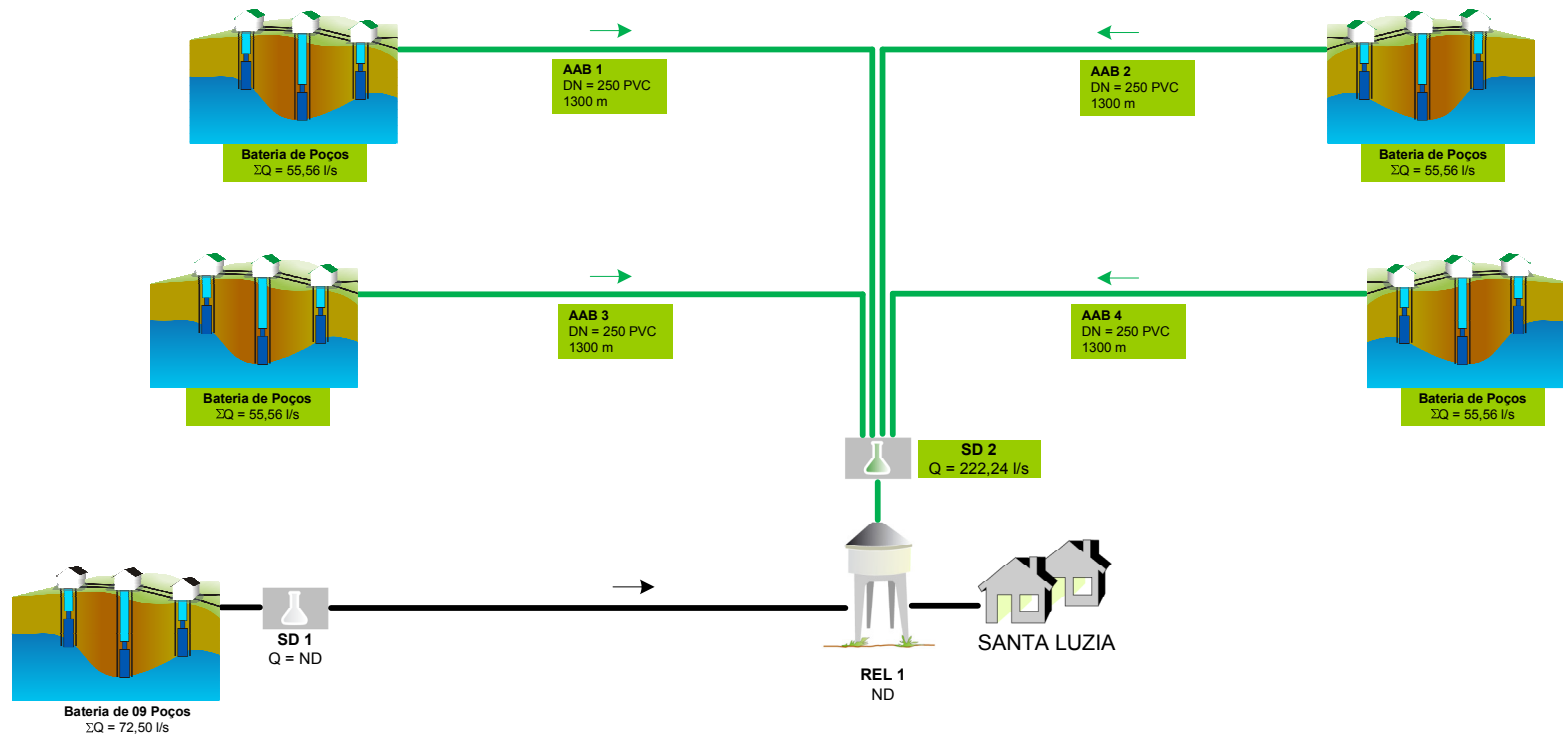 AAB 1
DN = 250 PVC
1300 m
AAB 2
DN = 250 PVC
1300 m
Bateria de Poços
ΣQ = 55,56 l/s
Bateria de Poços
ΣQ = 55,56 l/s
AAB 3
DN = 250 PVC
1300 m
AAB 4
DN = 250 PVC
1300 m
Bateria de Poços
ΣQ = 55,56 l/s
Bateria de Poços
ΣQ = 55,56 l/s
SD 2
Q = 222,24 l/s
SD 1
Q = ND
SANTA LUZIA
REL 1
ND
Bateria de 09 Poços
ΣQ = 72,50 l/s